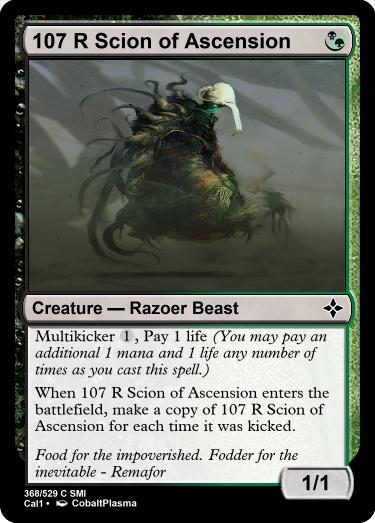 107 R Scion of Ascension
Creature — Razoer Beast
Multikicker 1, Pay 1 life (You may pay an
additional 1 mana and 1 life any number of
times as you cast this spell.)
When 107 R Scion of Ascension enters the
battlefield, make a copy of 107 R Scion of
Ascension for each time it was kicked.
Food for the impoverished. Fodder for the
inevitable - Remafor
1/1
368/529 C SMI
Cal1 • CobaltPlasma